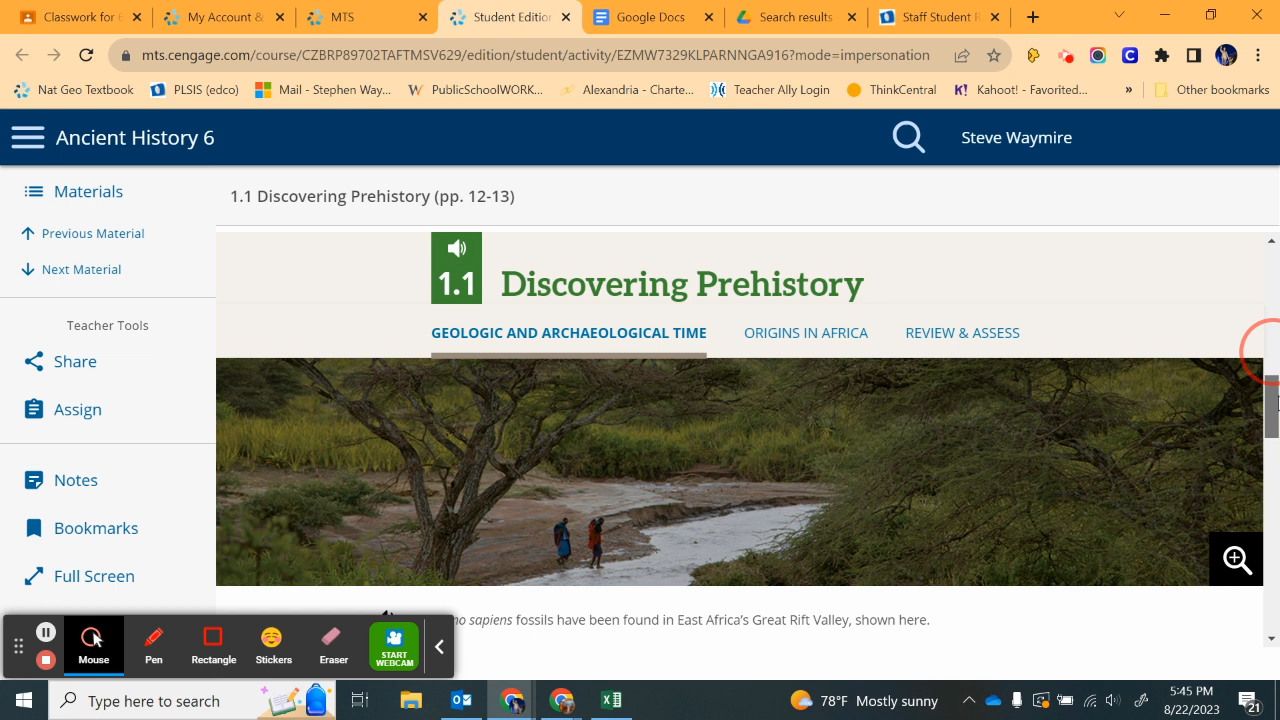 Classwork for
My Account &
MTS
Student Editio
Google Docs
Search results
Staff Student R
mts.cengage.com/course/CZBRP89702TAFTMSV629/edition/student/activity/EZMW7329KLPARNNGA916?mode=impersonation
Nat Geo Textbook
PLSIS (edco)
Mail - Stephen Way...
PublicSchoolWORK...
Alexandria - Charte...
Teacher Ally Login
ThinkCentral
K! Kahoot! - Favorited...
»
Other bookmarks
Ancient History 6
Steve Waymire
Materials
Previous Material
Next Material
Teacher Tools
Share
Assign
Notes
Bookmarks
Full Screen
1.1 Discovering Prehistory (pp. 12-13)
1.1 Discovering Prehistory
GEOLOGIC AND ARCHAEOLOGICAL TIME
ORIGINS IN AFRICA
REVIEW & ASSESS
mo sapiens fossils have been found in East Africa's Great Rift Valley, shown here.
Mouse
Pen
Rectangle
Stickers
Eraser
START
WEBCAM
Type here to search
78°F Mostly sunny
5:45 PM
8/22/2023
21